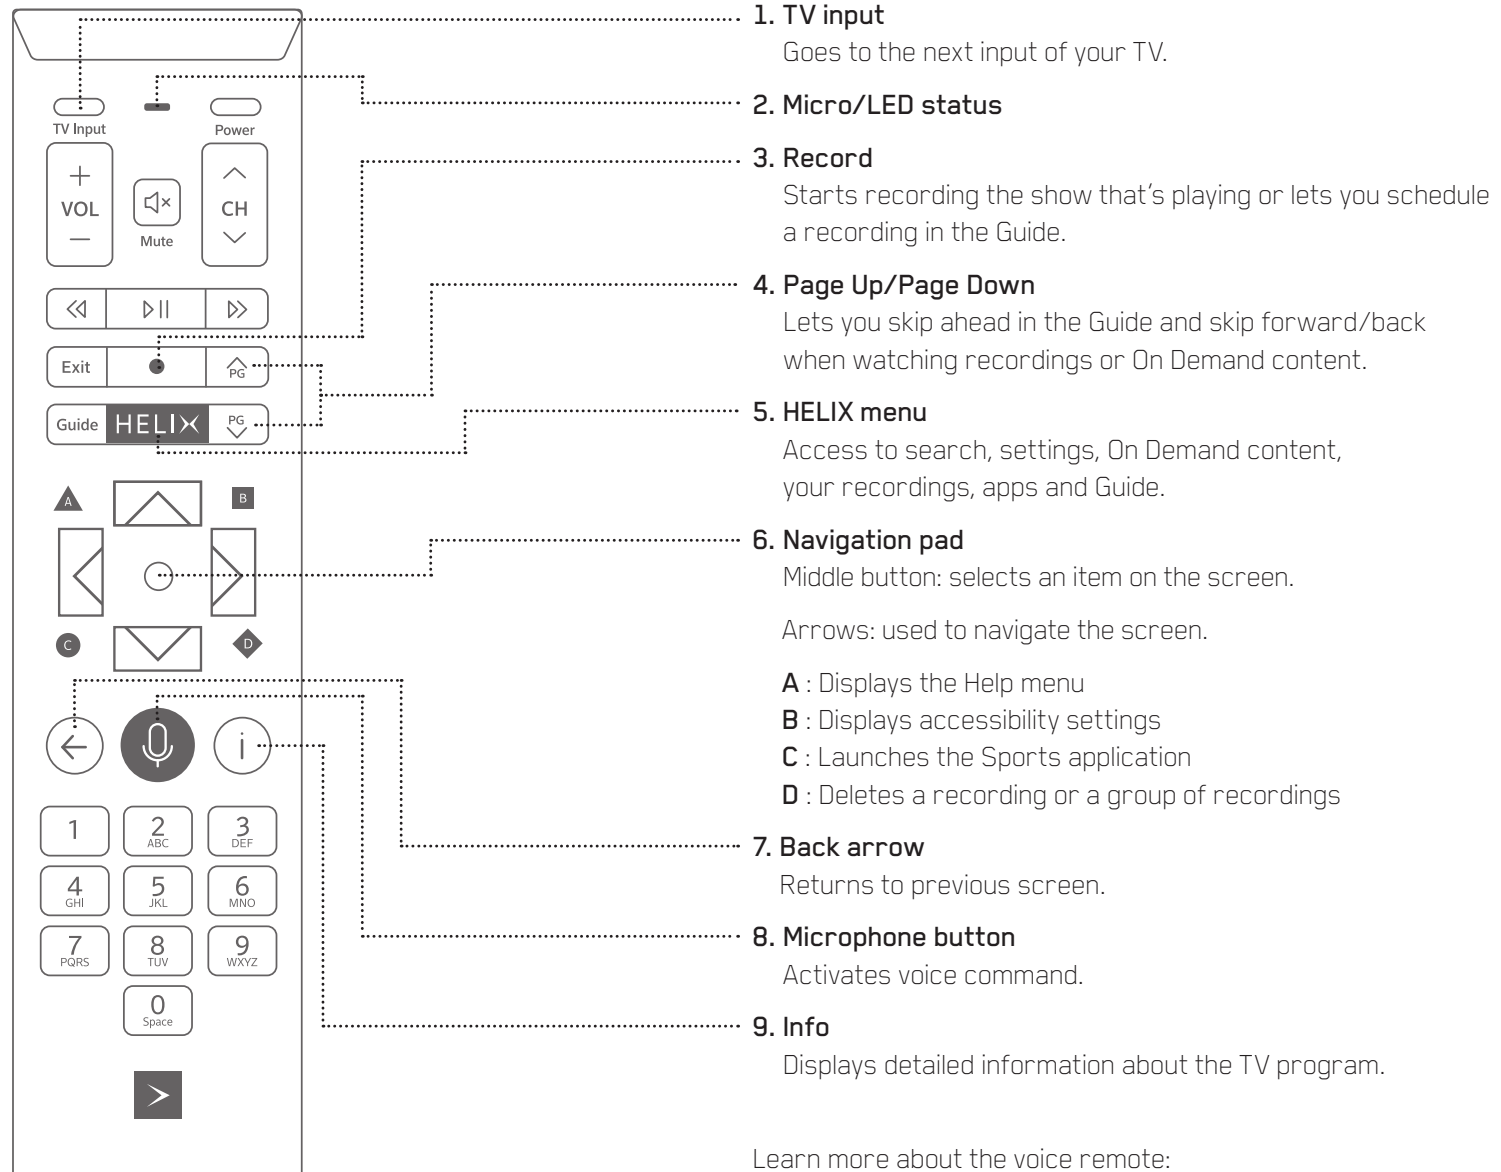 TV Input
Power
+
VOL
—
Mute
CH
Exit
PG
Guide HELIX PG
A
B
C
D
i
1
2
ABC
3
DEF
4
GHI
5
JKL
6
MNO
7
PQRS
8
TUV
9
WXYZ
0
Space
1. TV input
Goes to the next input of your TV.
2. Micro/LED status
3. Record
Starts recording the show that's playing or lets you schedule
a recording in the Guide.
4. Page Up/Page Down
Lets you skip ahead in the Guide and skip forward/back
when watching recordings or On Demand content.
5. HELIX menu
Access to search, settings, On Demand content,
your recordings, apps and Guide.
6. Navigation pad
Middle button: selects an item on the screen.
Arrows: used to navigate the screen.
A : Displays the Help menu
B : Displays accessibility settings
C : Launches the Sports application
D : Deletes a recording or a group of recordings
7. Back arrow
Returns to previous screen.
8. Microphone button
Activates voice command.
9. Info
Displays detailed information about the TV program.
Learn more about the voice remote: